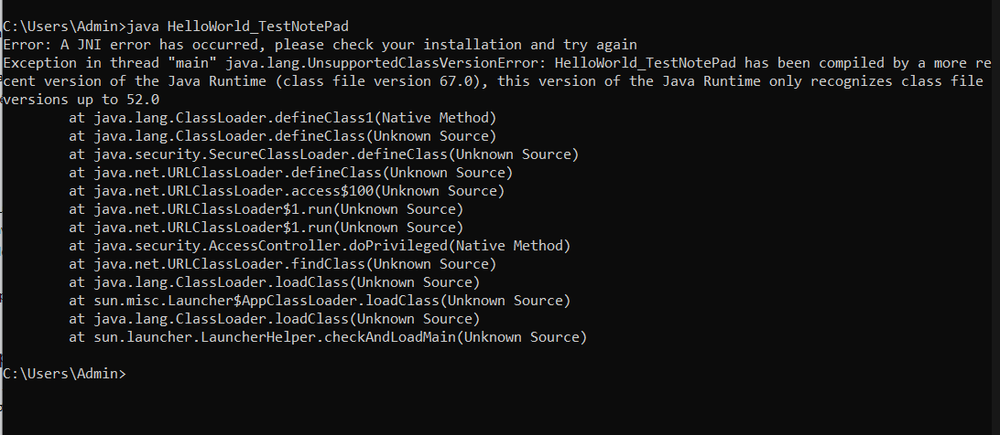 C:\Users\Admin>java HelloWorld_TestNotePad
Error: A JNI error has occurred, please check your installation and try again
Exception in thread "main" java.lang.UnsupportedClassVersionError: HelloWorld_TestNotePad has been compiled by a more re
cent version of the Java Runtime (class file version 67.0), this version of the Java Runtime only recognizes class file
versions up to 52.0
        at java.lang.ClassLoader.defineClass1(Native Method)
        at java.lang.ClassLoader.defineClass(Unknown Source)
        at java.security.SecureClassLoader.defineClass(Unknown Source)
        at java.net.URLClassLoader.defineClass(Unknown Source)
        at java.net.URLClassLoader.access$100(Unknown Source)
        at java.net.URLClassLoader$1.run(Unknown Source)
        at java.net.URLClassLoader$1.run(Unknown Source)
        at java.security.AccessController.doPrivileged(Native Method)
        at java.net.URLClassLoader.findClass(Unknown Source)
        at java.lang.ClassLoader.loadClass(Unknown Source)
        at sun.misc.Launcher$AppClassLoader.loadClass(Unknown Source)
        at java.lang.ClassLoader.loadClass(Unknown Source)
        at sun.launcher.LauncherHelper.checkAndLoadMain(Unknown Source)
C:\Users\Admin>